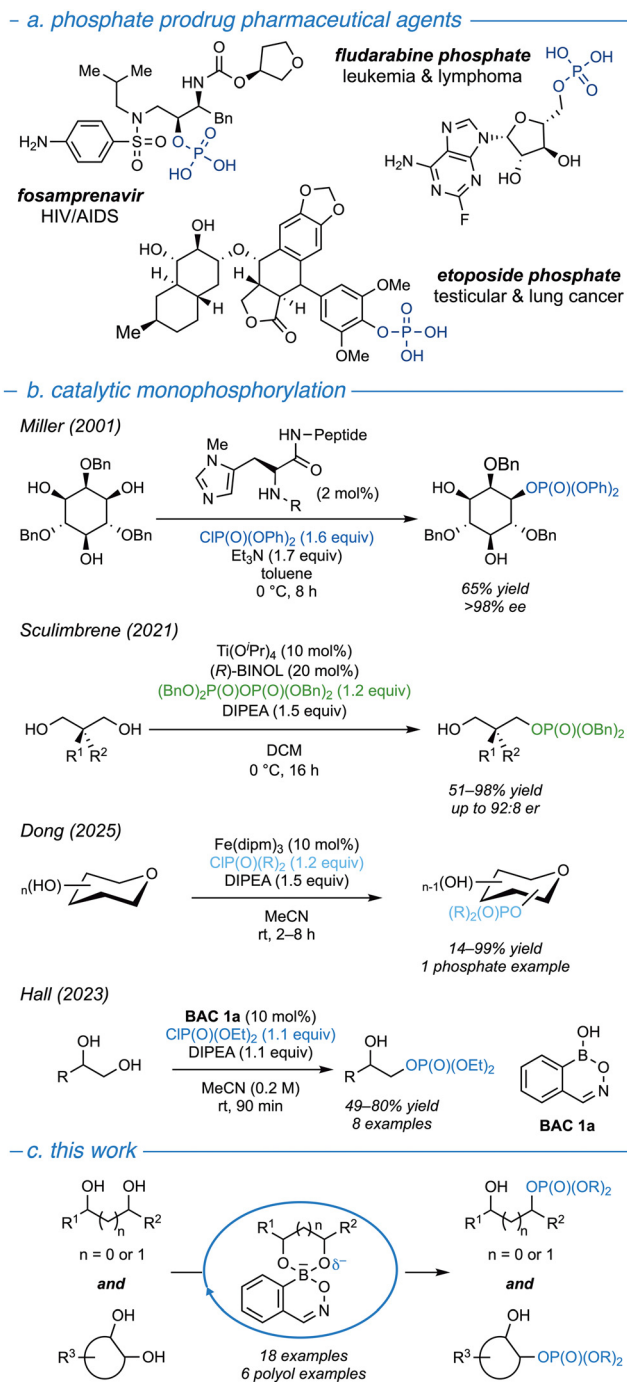 a. phosphate prodrug pharmaceutical agents
Me
Me
HN
O
O
O
N
Bn
H2N
S
O
O
O
O
P
OH
HO
fosamprenavir
HIV/AIDS
fludarabine phosphate
leukemia & lymphoma
HO
OH
P
O
O
N
N
N
N
O
H2N
F
HO
OH
OH
HO
O
H
H
Me
O
O
H
H
O
O
OMe
OMe
O
O
P
OH
OH
etoposide phosphate
testicular & lung cancer
b. catalytic monophosphorylation
Miller (2001)
OBn
HO
OH
BnO
OBn
OH
Me
N
N
HN–Peptide
O
HN
R
(2 mol%)
ClP(O)(OPh)2 (1.6 equiv)
Et3N (1.7 equiv)
toluene
0 °C, 8 h
OBn
HO
OP(O)(OPh)2
BnO
OBn
OH
65% yield
>98% ee
Sculimbrene (2021)
HO
OH
R1 R2
Ti(OiPr)4 (10 mol%)
(R)-BINOL (20 mol%)
(BnO)2P(O)OP(O)(OBn)2 (1.2 equiv)
DIPEA (1.5 equiv)
DCM
0 °C, 16 h
HO
OP(O)(OBn)2
R1 R2
51–98% yield
up to 92:8 er
Dong (2025)
n(HO)
O
Fe(dipm)3 (10 mol%)
ClP(O)(R)2 (1.2 equiv)
DIPEA (1.5 equiv)
MeCN
rt, 2–8 h
n-1(OH)
O
(R)2(O)PO
14–99% yield
1 phosphate example
Hall (2023)
OH
R
OH
BAC 1a (10 mol%)
ClP(O)(OEt)2 (1.1 equiv)
DIPEA (1.1 equiv)
MeCN (0.2 M)
rt, 90 min
OH
R
OP(O)(OEt)2
49–80% yield
8 examples
OH
B
O
N
BAC 1a
c. this work
OH OH
R1 ( )n R2
n = 0 or 1
and
OH
R3
OH
R1 ( )n R2
O
O δ–
B
–
O
N
18 examples
6 polyol examples
OH OP(O)(OR)2
R1 ( )n R2
n = 0 or 1
and
OH
R3
OP(O)(OR)2